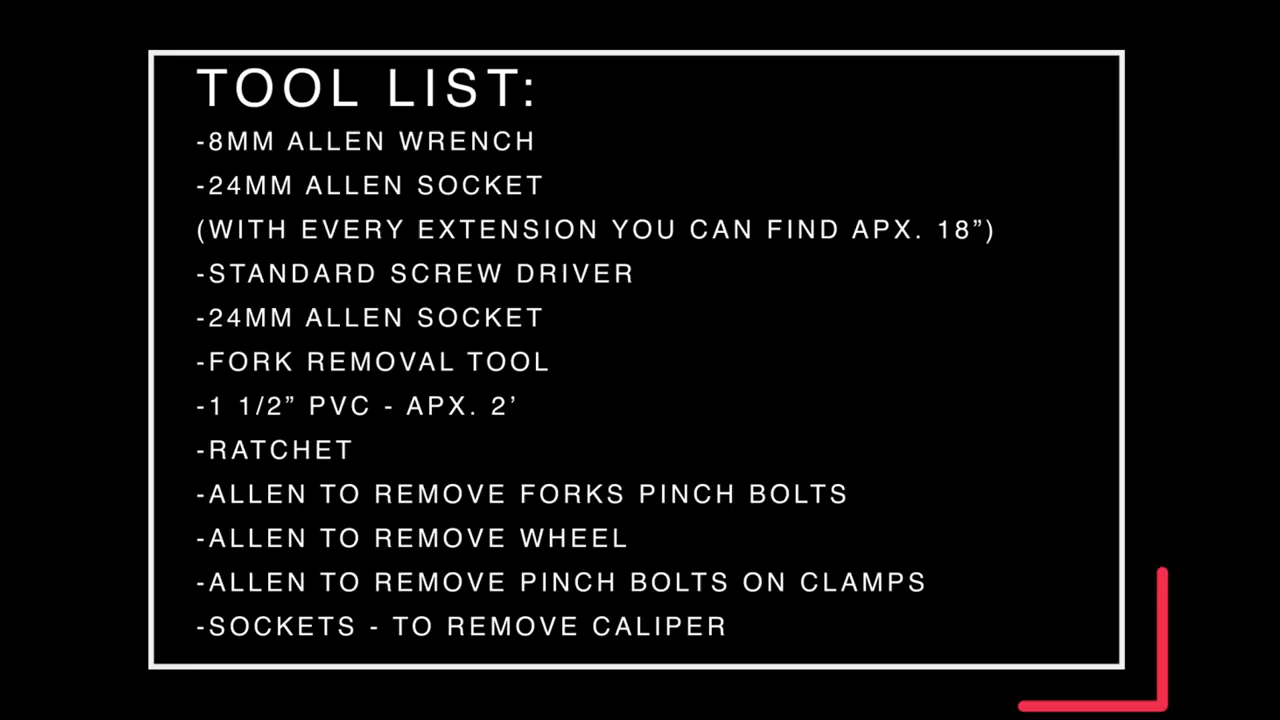 TOOL LIST:
-8MM ALLEN WRENCH
-24MM ALLEN SOCKET
(WITH EVERY EXTENSION YOU CAN FIND APX. 18”)
-STANDARD SCREW DRIVER
-24MM ALLEN SOCKET
-FORK REMOVAL TOOL
-1 1/2” PVC - APX. 2’
-RATCHET
-ALLEN TO REMOVE FORKS PINCH BOLTS
-ALLEN TO REMOVE WHEEL
-ALLEN TO REMOVE PINCH BOLTS ON CLAMPS
-SOCKETS - TO REMOVE CALIPER